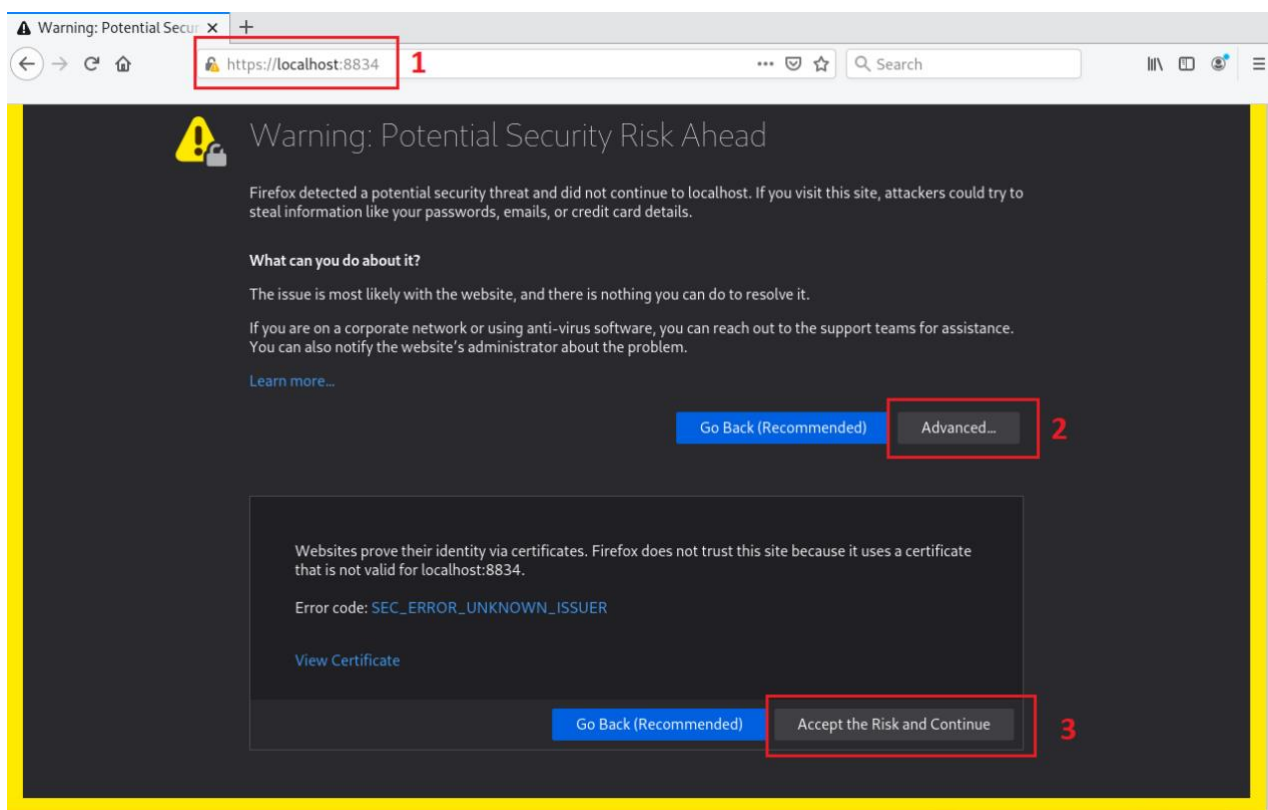 Warning: Potential Secur
https://localhost:8834
1
Search
Warning: Potential Security Risk Ahead
Firefox detected a potential security threat and did not continue to localhost. If you visit this site, attackers could try to
steal information like your passwords, emails, or credit card details.
What can you do about it?
The issue is most likely with the website, and there is nothing you can do to resolve it.
If you are on a corporate network or using anti-virus software, you can reach out to the support teams for assistance.
You can also notify the website’s administrator about the problem.
Learn more…
Go Back (Recommended)
Advanced…
2
Websites prove their identity via certificates. Firefox does not trust this site because it uses a certificate
that is not valid for localhost:8834.
Error code: SEC_ERROR_UNKNOWN_ISSUER
View Certificate
Go Back (Recommended)
Accept the Risk and Continue
3